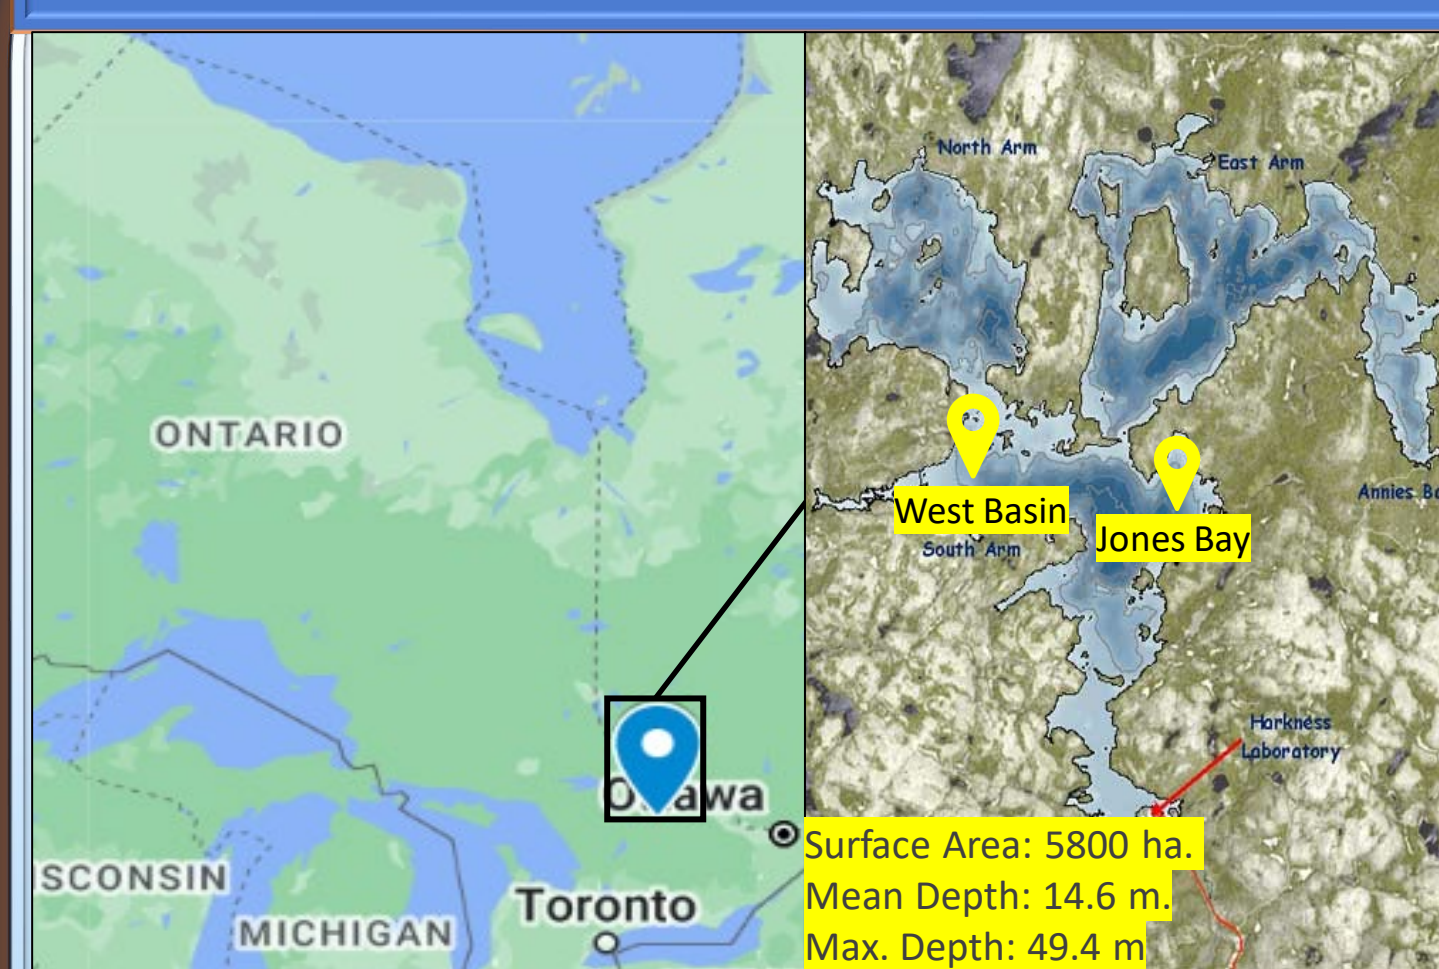 ONTARIO
Toronto
MICHIGAN
North Arm
East Arm
West Basin
South Arm
Jones Bay
Annies
Harkness
Laboratory
Surface Area: 5800 ha.
Mean Depth: 14.6 m.
Max. Depth: 49.4 m